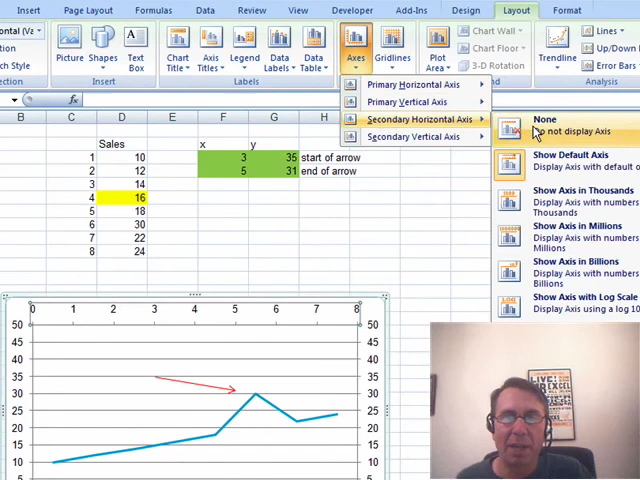 Insert Page Layout Formulas Data Review View Developer Add-Ins Design Layout Format
Picture Shapes Text Box
Insert
Chart Title Axis Titles Legend Data Labels Data Table
Labels
Axes Gridlines
Plot Area Chart Wall Chart Floor 3-D Rotation
Trendline Lines Up/Down Error Bars
Analysis
Primary Horizontal Axis
Primary Vertical Axis
Secondary Horizontal Axis
Secondary Vertical Axis
None
Do not display Axis
Show Default Axis
Display Axis with default
Show Axis in Thousands
Display Axis with numbers
Thousands
Show Axis in Millions
Display Axis with numbers
Millions
Show Axis in Billions
Display Axis with numbers
Billions
Show Axis with Log Scale
Display Axis using a log 10
fx
B C D E F G H
Sales x y
1 10 3 35 start of arrow
2 12 5 31 end of arrow
3 14
4 16
5 18
6 30
7 22
8 24
0 1 2 3 4 5 6 7 8
50 50
45 45
40 40
35 35
30 30
25 25
20 20
15 15
10 10
LIVE!
EXCEL